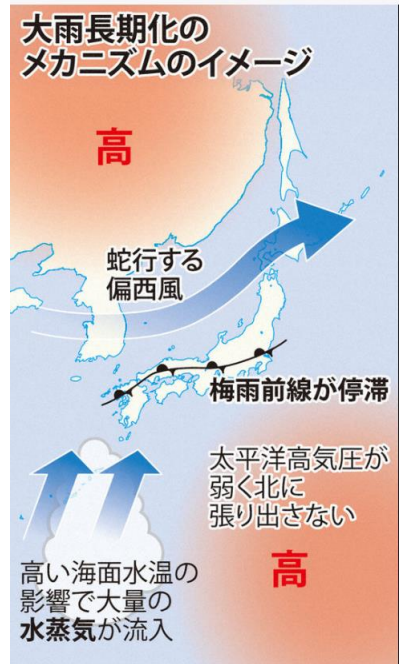 大雨長期化の
メカニズムのイメージ
高
蛇行する
偏西風
梅雨前線が停滞
太平洋高気圧が
弱く北に
張り出さない
高
高い海面水温の
影響で大量の
水蒸気が流入